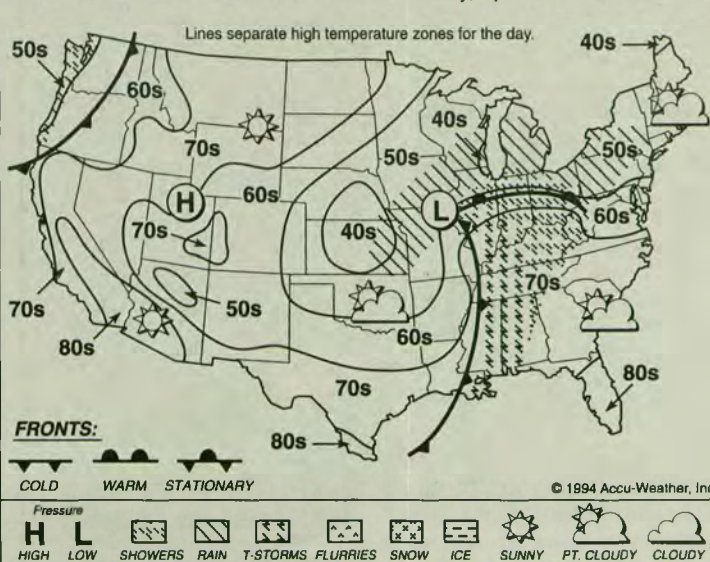 Lines separate high temperature zones for the day.
50s
40s
60s
40s
70s
50s
50s
H
60s
L
60s
70s
40s
70s
50s
70s
60s
80s
80s
70s
80s
FRONTS:
COLD WARM STATIONARY
© 1994 Accu-Weather, Inc
Pressure
H L
HIGH LOW SHOWERS RAIN T-STORMS FLURRIES SNOW ICE SUNNY PT. CLOUDY CLOUDY